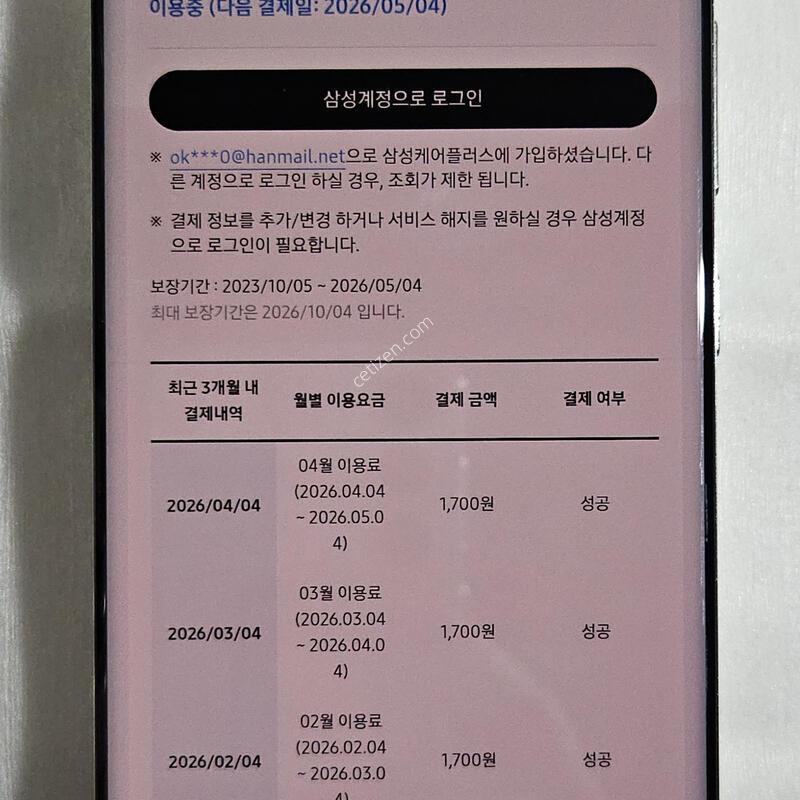 이용중 (다음 결제일: 2026/05/04)
삼성계정으로 로그인
※ ok***0@hanmail.net으로 삼성케어플러스에 가입하셨습니다. 다
른 계정으로 로그인 하실 경우, 조회가 제한 됩니다.
※ 결제 정보를 추가/변경 하거나 서비스 해지를 원하실 경우 삼성계정
으로 로그인이 필요합니다.
보장기간 : 2023/10/05 ~ 2026/05/04
최대 보장기간은 2026/10/04 입니다.
cetizen.com
최근 3개월 내
결제내역
월별 이용요금
결제 금액
결제 여부
2026/04/04
04월 이용료
(2026.04.04
~ 2026.05.0
4)
1,700원
성공
2026/03/04
03월 이용료
(2026.03.04
~ 2026.04.0
4)
1,700원
성공
2026/02/04
02월 이용료
(2026.02.04
~ 2026.03.0
4)
1,700원
성공